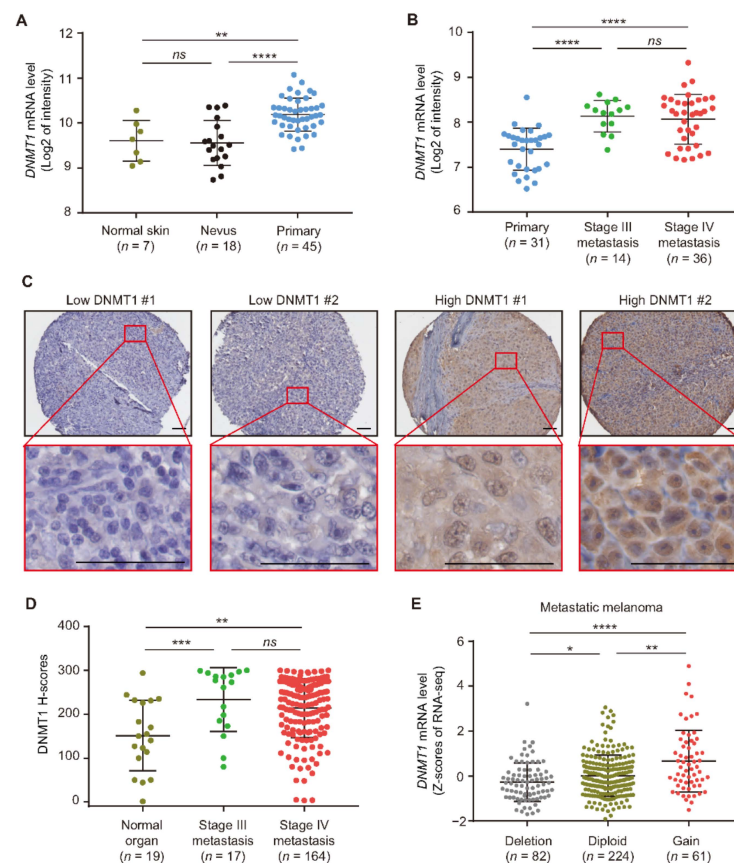 A
DNMT1 mRNA level
(Log2 of intensity)
**
ns
****
11
10
9
8
Normal skin
(n = 7)
Nevus
(n = 18)
Primary
(n = 45)
B
DNMT1 mRNA level
(Log2 of intensity)
****
****
ns
10
9
8
7
6
Primary
(n = 31)
Stage III
metastasis
(n = 14)
Stage IV
metastasis
(n = 36)
C
Low DNMT1 #1
Low DNMT1 #2
High DNMT1 #1
High DNMT1 #2
D
DNMT1 H-scores
**
***
ns
400
300
200
100
0
Normal
organ
(n = 19)
Stage III
metastasis
(n = 17)
Stage IV
metastasis
(n = 164)
E
Metastatic melanoma
DNMT1 mRNA level
(Z-scores of RNA-seq)
****
*
**
6
4
2
0
−2
Deletion
(n = 82)
Diploid
(n = 224)
Gain
(n = 61)